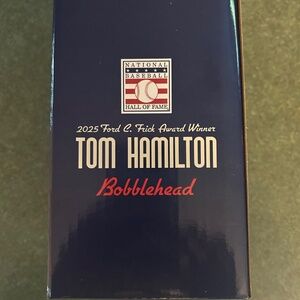 NATIONAL
BASEBALL
HALL OF FAME
2025 Ford C. Frick Award Winner
TOM HAMILTON
Bobblehead